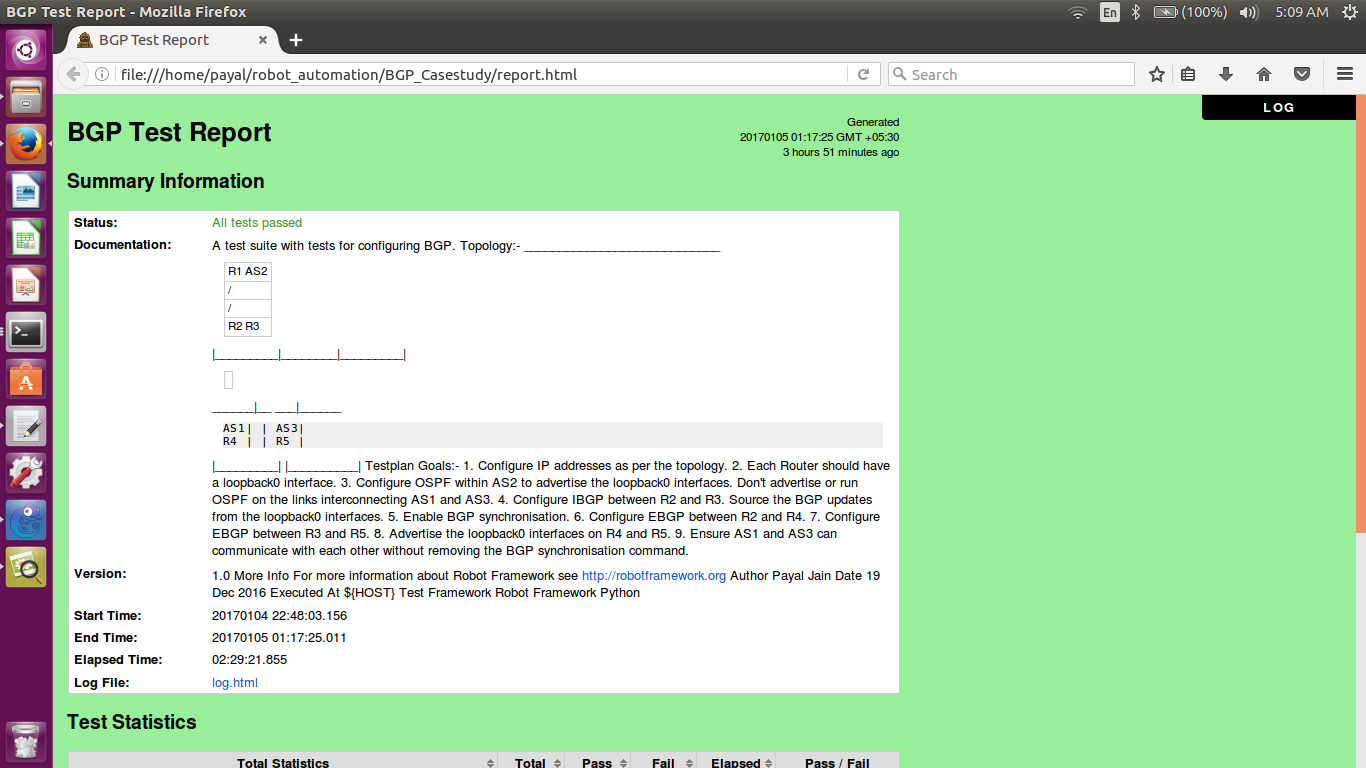 BGP Test Report - Mozilla Firefox
En
(100%)
5:09 AM
BGP Test Report
file:///home/payal/robot_automation/BGP_Casestudy/report.html
Search
LOG
BGP Test Report
Generated
20170105 01:17:25 GMT +05:30
3 hours 51 minutes ago
Summary Information
Status: All tests passed
Documentation: A test suite with tests for configuring BGP. Topology:- ____________________________
R1 AS2
/
/
R2 R3
|_________|________|_________|
______|__ ___|______
AS1| | AS3|
R4 | | R5 |
|_________| |__________| Testplan Goals:- 1. Configure IP addresses as per the topology. 2. Each Router should have
a loopback0 interface. 3. Configure OSPF within AS2 to advertise the loopback0 interfaces. Don't advertise or run
OSPF on the links interconnecting AS1 and AS3. 4. Configure IBGP between R2 and R3. Source the BGP updates
from the loopback0 interfaces. 5. Enable BGP synchronisation. 6. Configure EBGP between R2 and R4. 7. Configure
EBGP between R3 and R5. 8. Advertise the loopback0 interfaces on R4 and R5. 9. Ensure AS1 and AS3 can
communicate with each other without removing the BGP synchronisation command.
Version: 1.0 More Info For more information about Robot Framework see http://robotframework.org Author Payal Jain Date 19
Dec 2016 Executed At ${HOST} Test Framework Robot Framework Python
Start Time: 20170104 22:48:03.156
End Time: 20170105 01:17:25.011
Elapsed Time: 02:29:21.855
Log File: log.html
Test Statistics
Total Statistics Total Pass Fail Elapsed Pass / Fail